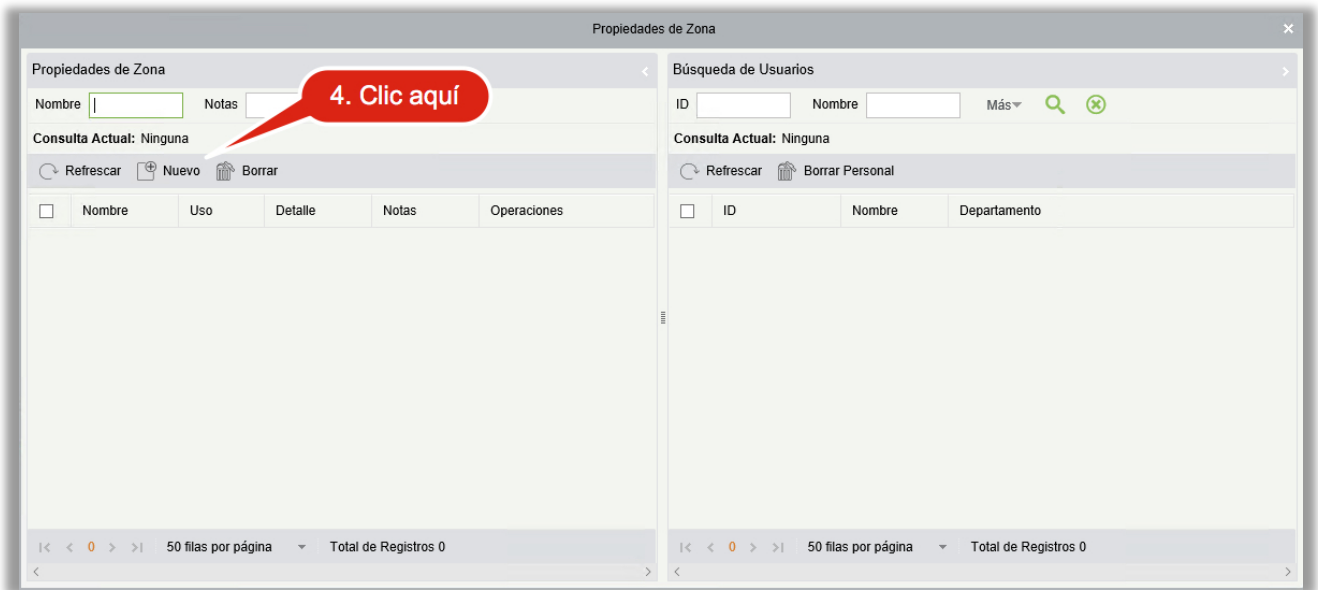 Propiedades de Zona
Propiedades de Zona
Nombre Notas
4. Clic aquí
Consulta Actual: Ninguna
Refrescar Nuevo Borrar
Nombre Uso Detalle Notas Operaciones
0 50 filas por página Total de Registros 0
Búsqueda de Usuarios
ID Nombre Más
Consulta Actual: Ninguna
Refrescar Borrar Personal
ID Nombre Departamento
0 50 filas por página Total de Registros 0